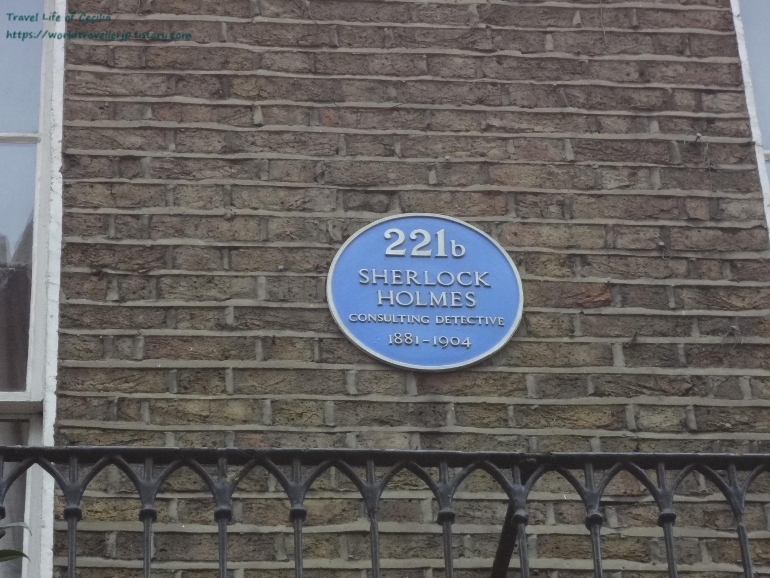 Travel Life of Cecilia
221b
SHERLOCK
HOLMES
CONSULTING DETECTIVE
1881-1904